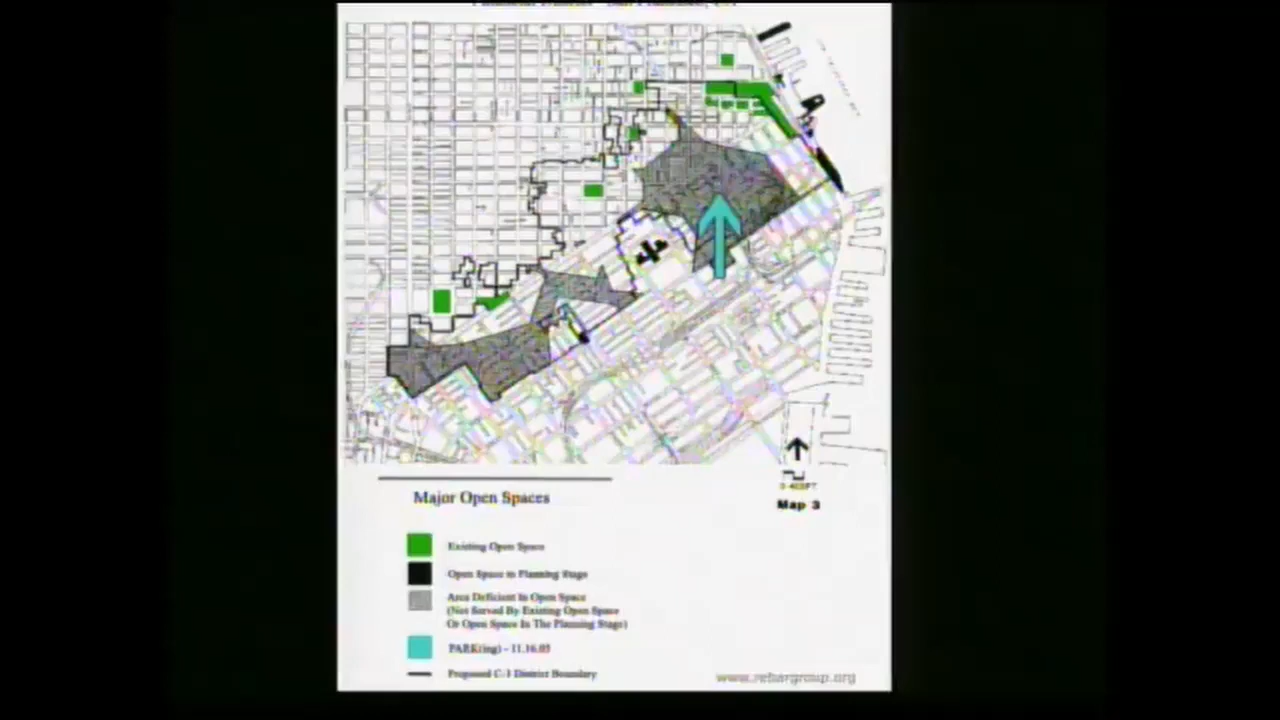 Major Open Spaces
Existing Open Space
Open Space in Planning Stage
Area Deficient In Open Space
(Not Served By Existing Open Space
Or Open Space In The Planning Stage)
PARK(ing) - 11.16.05
Proposed C-3 District Boundary
Map 3
www.rebargroup.org